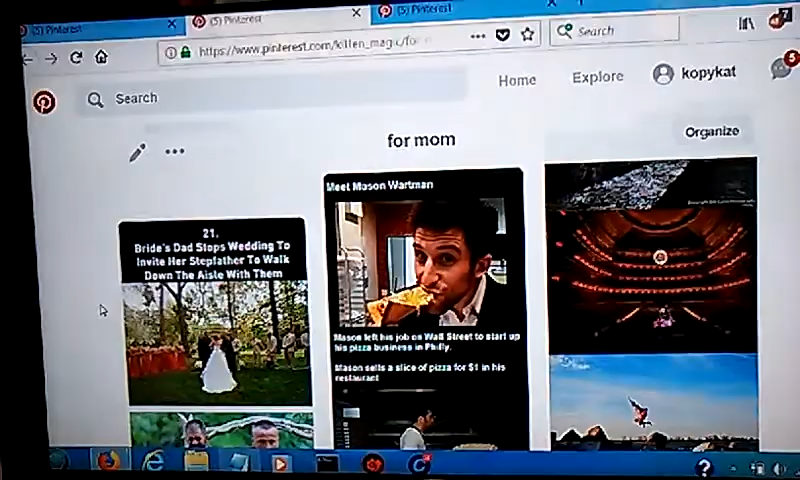 (5) Pinterest
(5) Pinterest
(5) Pinterest
https://www.pinterest.com/kitten_magic/fo
Search
Search
Home
Explore
kopykat
5
for mom
Organize
21.
Bride's Dad Stops Wedding To
Invite Her Stepfather To Walk
Down The Aisle With Them
Meet Mason Wartman
Mason left his job on Wall Street to start up
his pizza business in Philly.
Mason sells a slice of pizza for $1 in his
restaurant